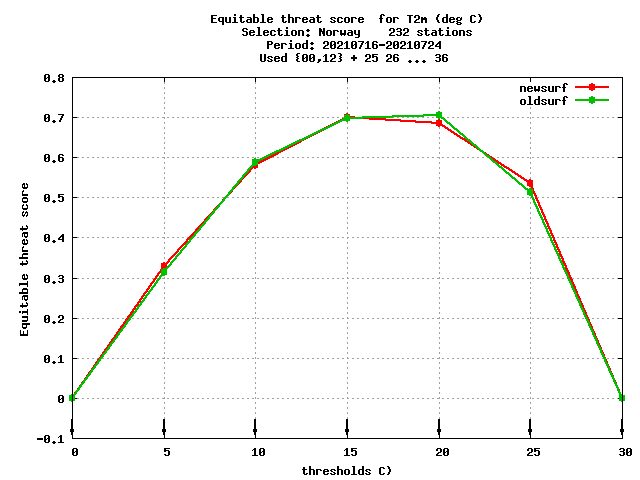 Equitable threat score  for T2m (deg C)
Selection: Norway    232 stations
Period: 20210716-20210724
Used {00,12} + 25 26 ... 36
newsurf
oldsurf
0.8
0.7
0.6
0.5
0.4
0.3
0.2
0.1
0
-0.1
Equitable threat score
0 5 10 15 20 25 30
thresholds C)